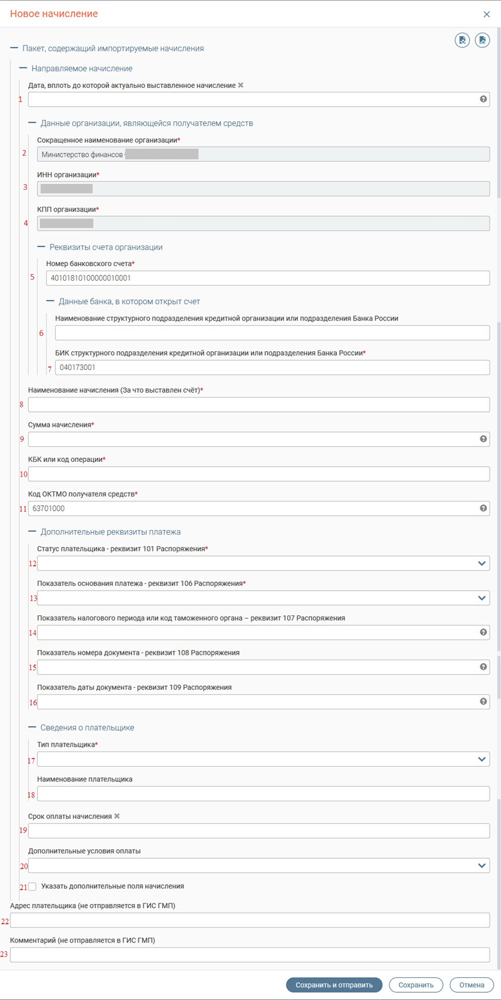 Новое начисление
Пакет, содержащий импортируемые начисления
Направляемое начисление
Дата, вплоть до которой актуально выставленное начисление
1
Данные организации, являющейся получателем средств
Сокращенное наименование организации*
2 Министерство финансов
ИНН организации*
3
КПП организации*
4
Реквизиты счета организации
Номер банковского счета*
5 40101810100000010001
Данные банка, в котором открыт счет
Наименование структурного подразделения кредитной организации или подразделения Банка России
6
БИК структурного подразделения кредитной организации или подразделения Банка России*
7 040173001
Наименование начисления (За что выставлен счёт)*
8
Сумма начисления*
9
КБК или код операции*
10
Код ОКТМО получателя средств*
11 63701000
Дополнительные реквизиты платежа
Статус плательщика - реквизит 101 Распоряжения*
12
Показатель основания платежа - реквизит 106 Распоряжения*
13
Показатель налогового периода или код таможенного органа – реквизит 107 Распоряжения
14
Показатель номера документа - реквизит 108 Распоряжения
15
Показатель даты документа - реквизит 109 Распоряжения
16
Сведения о плательщике
Тип плательщика*
17
Наименование плательщика
18
Срок оплаты начисления
19
Дополнительные условия оплаты
20
21 Указать дополнительные поля начисления
Адрес плательщика (не отправляется в ГИС ГМП)
22
Комментарий (не отправляется в ГИС ГМП)
23
Сохранить и отправить Сохранить Отмена